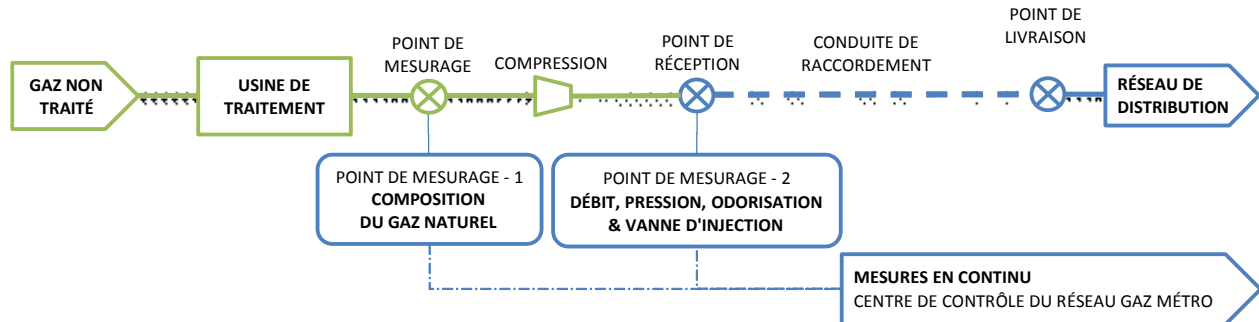 GAZ NON
TRAITÉ
USINE DE
TRAITEMENT
POINT DE
MESURAGE
COMPRESSION
POINT DE
RÉCEPTION
CONDUITE DE
RACCORDEMENT
POINT DE
LIVRAISON
RÉSEAU DE
DISTRIBUTION
POINT DE MESURAGE - 1
COMPOSITION
DU GAZ NATUREL
POINT DE MESURAGE - 2
DÉBIT, PRESSION, ODORISATION
& VANNE D'INJECTION
MESURES EN CONTINU
CENTRE DE CONTRÔLE DU RÉSEAU GAZ MÉTRO